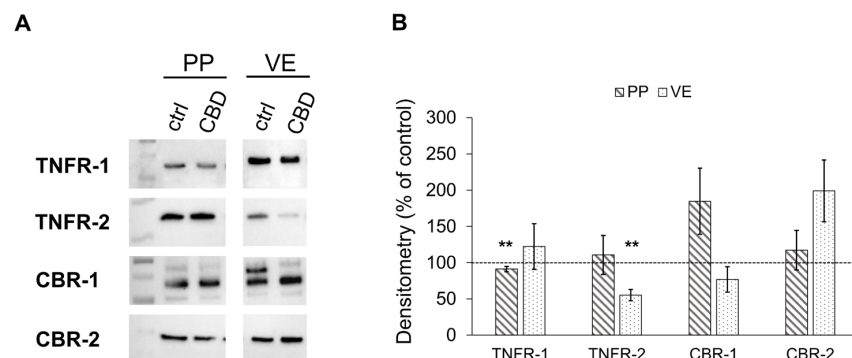 A
PP VE
ctrl CBD ctrl CBD
TNFR-1
TNFR-2
CBR-1
CBR-2
B
PP VE
Densitometry (% of control)
300
250
200
150
100
50
0
** **
TNFR-1 TNFR-2 CBR-1 CBR-2